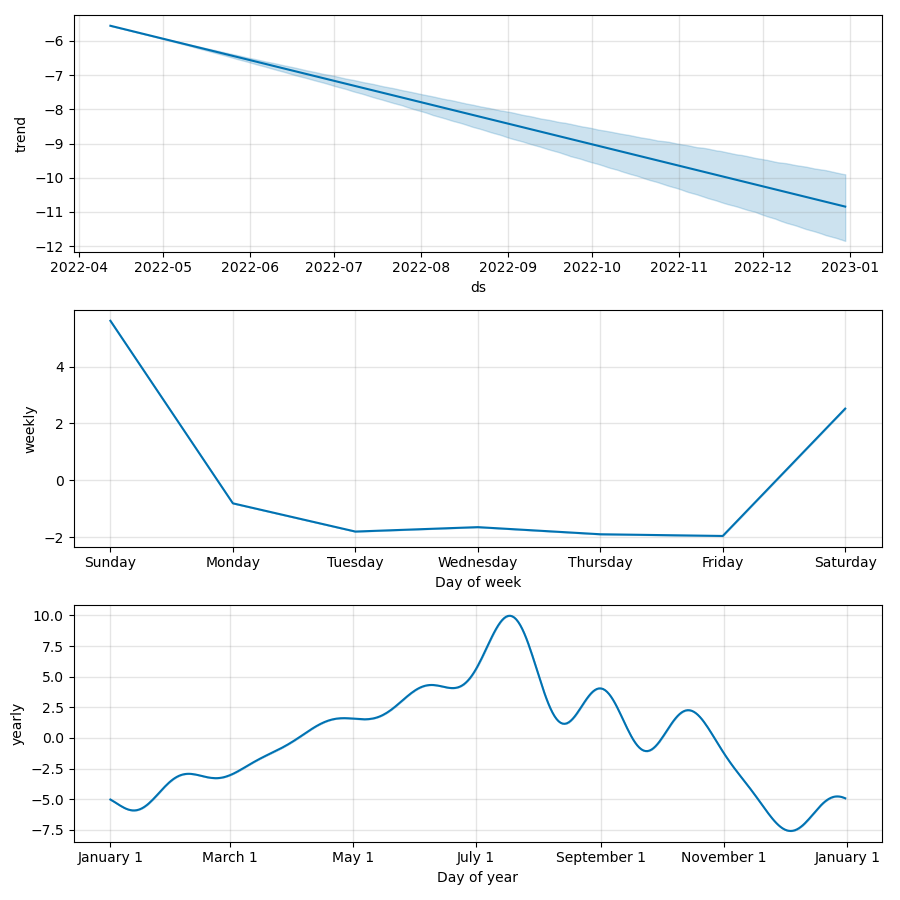 −6
−7
−8
−9
−10
−11
−12
trend
2022-04 2022-05 2022-06 2022-07 2022-08 2022-09 2022-10 2022-11 2022-12 2023-01
ds
4
2
0
−2
weekly
Sunday Monday Tuesday Wednesday Thursday Friday Saturday
Day of week
10.0
7.5
5.0
2.5
0.0
−2.5
−5.0
−7.5
yearly
January 1 March 1 May 1 July 1 September 1 November 1 January 1
Day of year